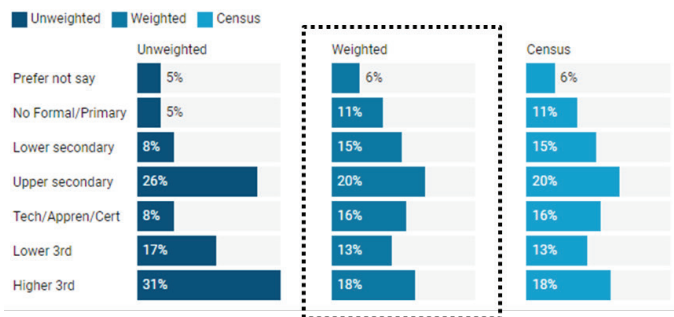 Unweighted Weighted Census
Unweighted Weighted Census
Prefer not say 5% 6% 6%
No Formal/Primary 5% 11% 11%
Lower secondary 8% 15% 15%
Upper secondary 26% 20% 20%
Tech/Appren/Cert 8% 16% 16%
Lower 3rd 17% 13% 13%
Higher 3rd 31% 18% 18%